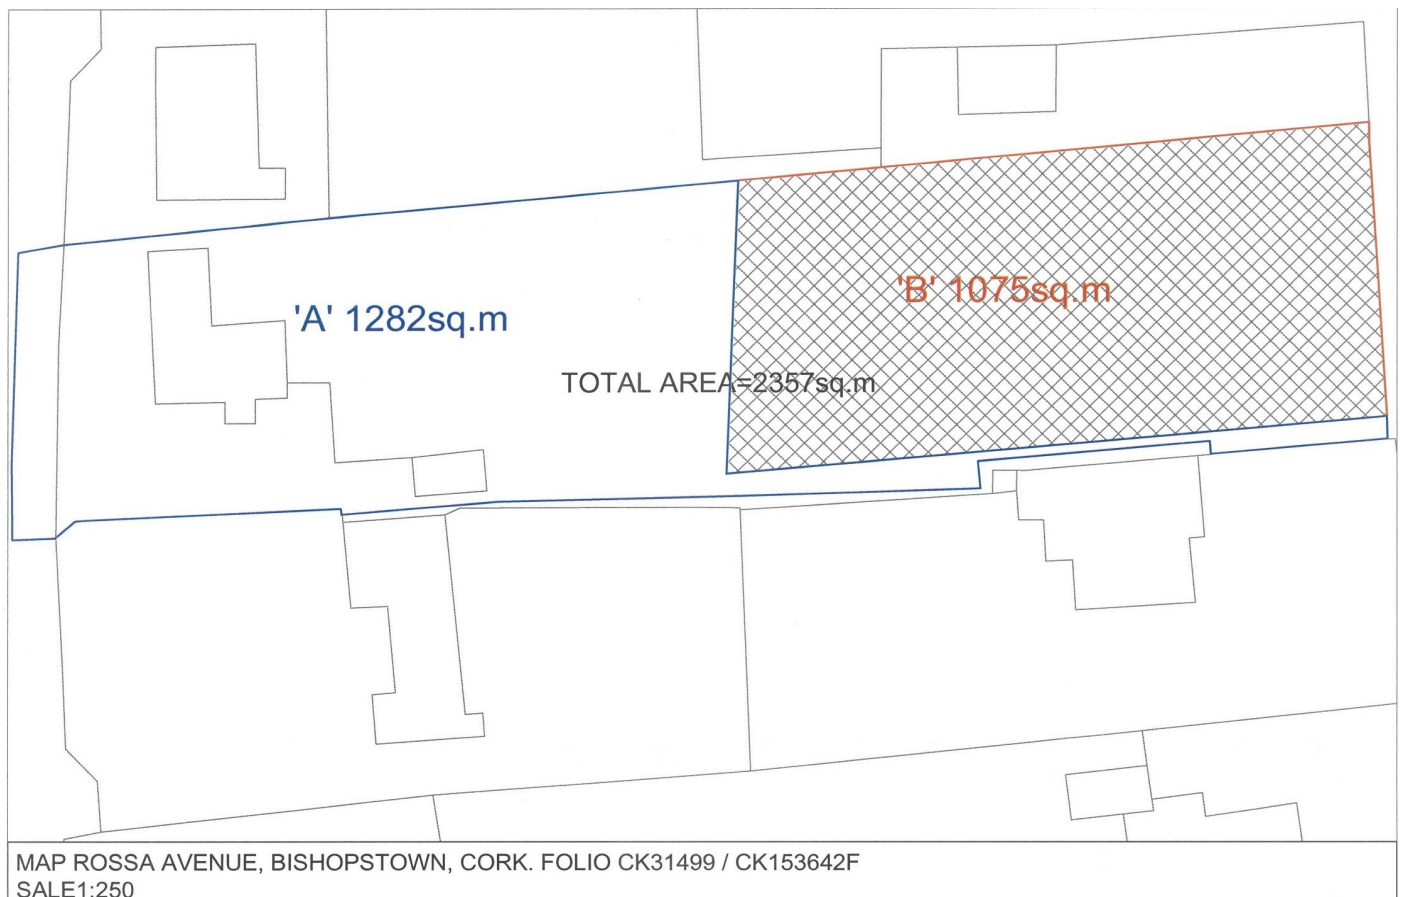 'A' 1282sq.m
'B' 1075sq.m
TOTAL AREA=2357sq.m
MAP ROSSA AVENUE, BISHOPSTOWN, CORK. FOLIO CK31499 / CK153642F
SALE1:250